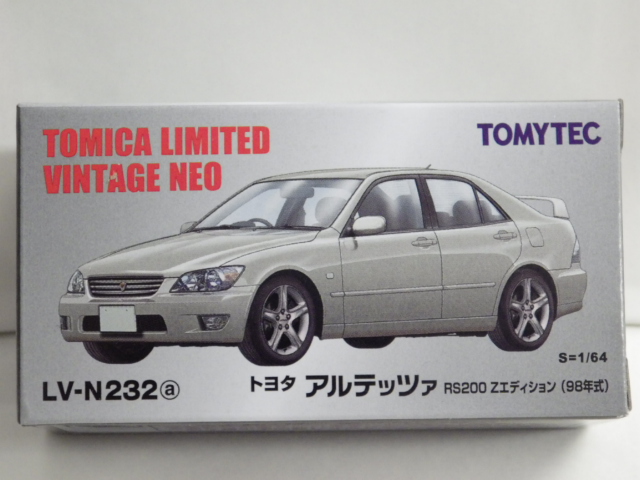 TOMICA LIMITED
VINTAGE NEO
TOMYTEC
S=1/64
LV-N232ⓐ
トヨタ アルテッツァ RS200 Zエディション (98年式)